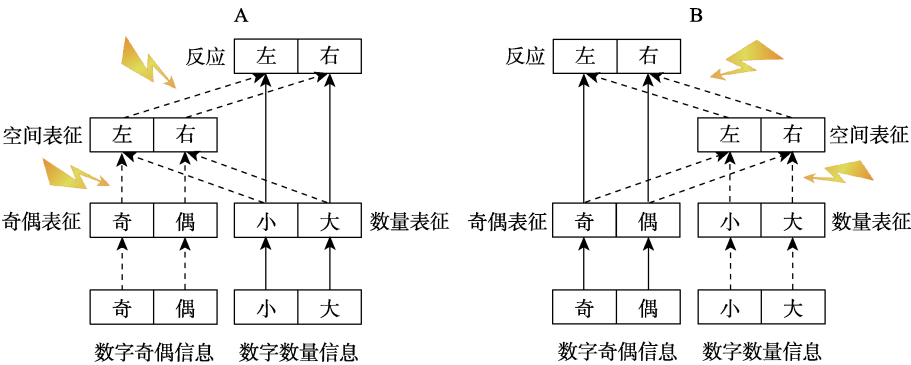 A
反应 左 右
空间表征 左 右
奇偶表征 奇 偶 小 大 数量表征
奇 偶 小 大
数字奇偶信息 数字数量信息
B
反应 左 右
左 右 空间表征
奇偶表征 奇 偶 小 大 数量表征
奇 偶 小 大
数字奇偶信息 数字数量信息